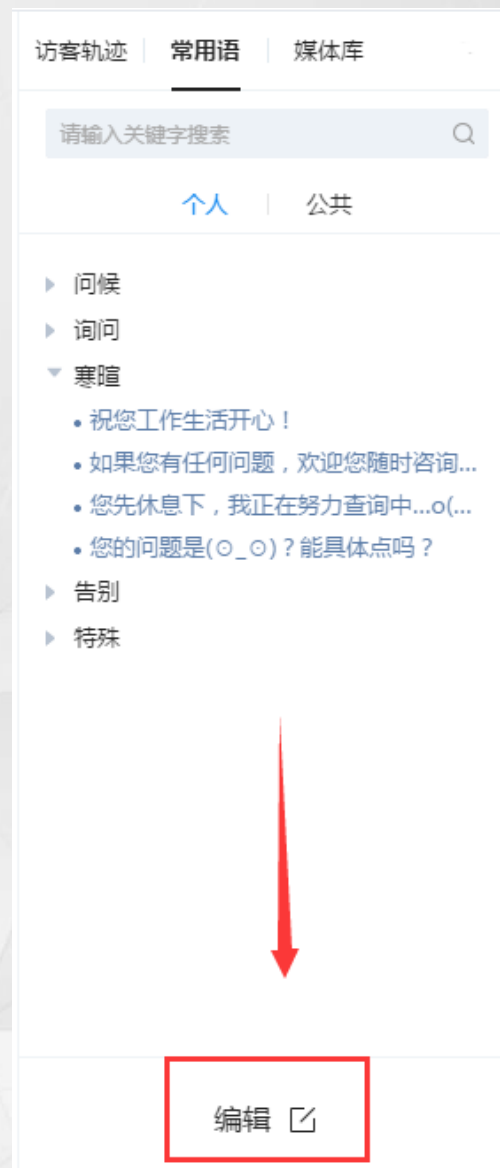 访客轨迹 常用语 媒体库
请输入关键字搜索
个人 公共
问候
询问
寒暄
祝您工作生活开心！
如果您有任何问题，欢迎您随时咨询...
您先休息下，我正在努力查询中...o(...
您的问题是(⊙_⊙)？能具体点吗？
告别
特殊
编辑